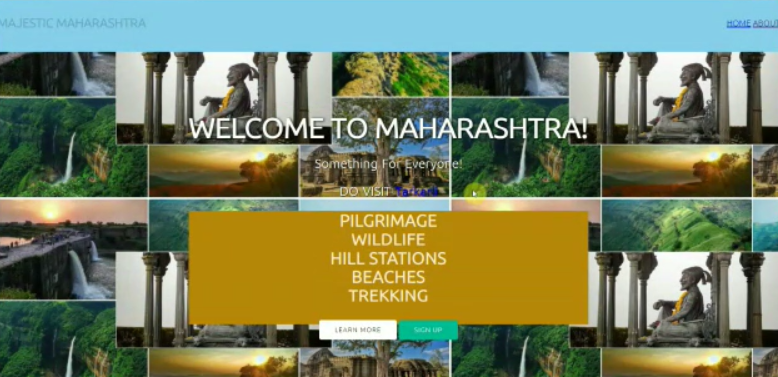 MAJESTIC MAHARASHTRA
HOME ABOUT
WELCOME TO MAHARASHTRA!
Something For Everyone!
DO VISIT
PILGRIMAGE
WILDLIFE
HILL STATIONS
BEACHES
TREKKING
LEARN MORE
SIGN UP